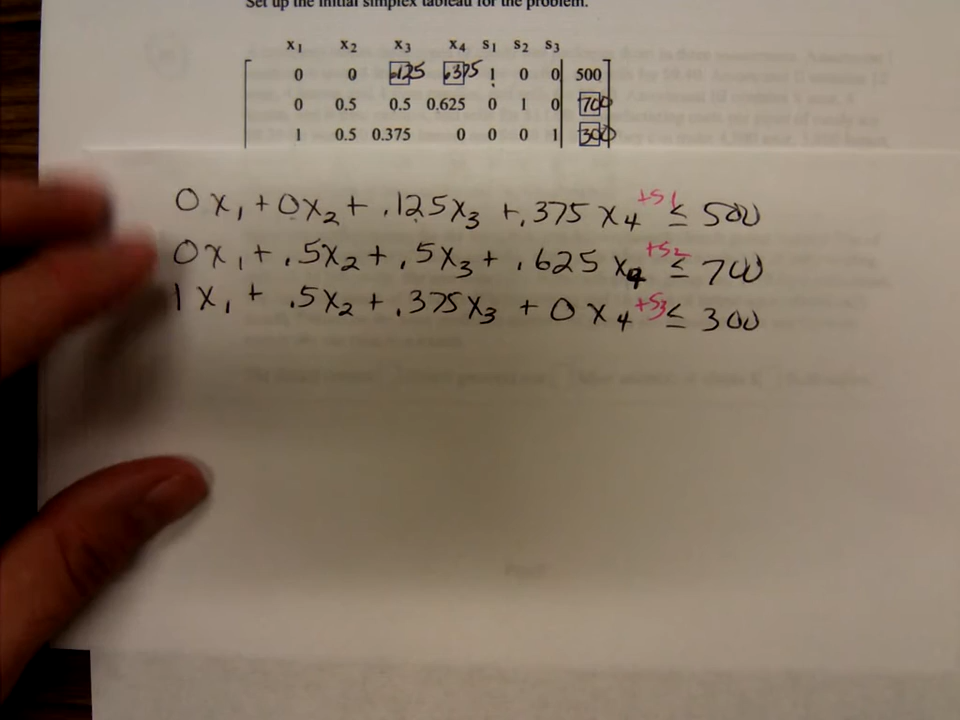 Set up the initial simplex tableau for the problem.
x1 x2 x3 x4 s1 s2 s3
0 0 .125 .375 1 0 0 500
0 0.5 0.5 0.625 0 1 0 700
1 0.5 0.375 0 0 0 1 300
0x1 + 0x2 + .125x3 + .375x4 +s1 ≤ 500
0x1 + .5x2 + .5x3 + .625x4 +s2 ≤ 700
1x1 + .5x2 + .375x3 + 0x4 +s3 ≤ 300